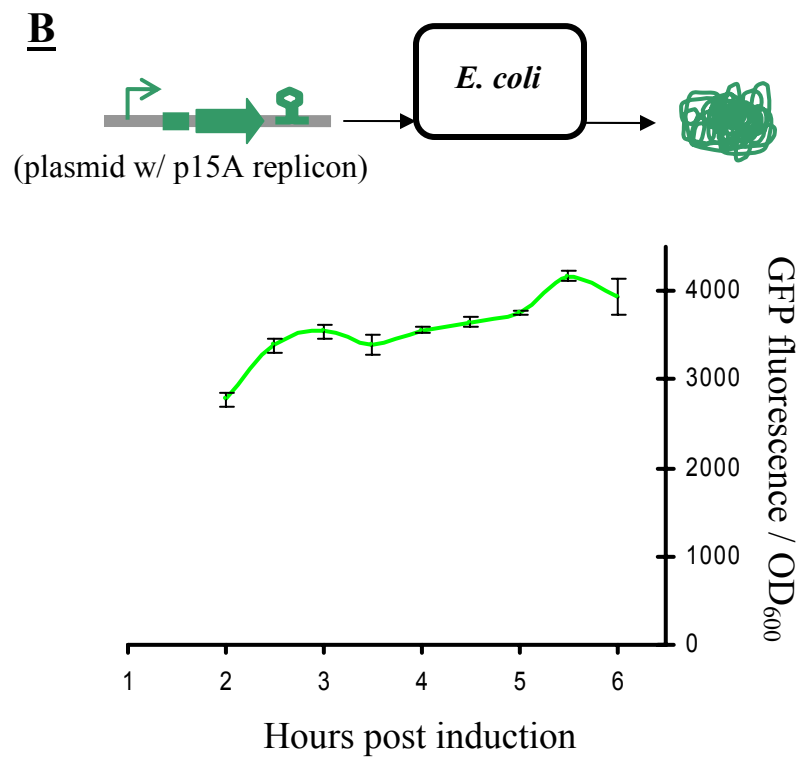 B
E. coli
(plasmid w/ p15A replicon)
4000
3000
2000
1000
0
GFP fluorescence / OD600
1 2 3 4 5 6
Hours post induction